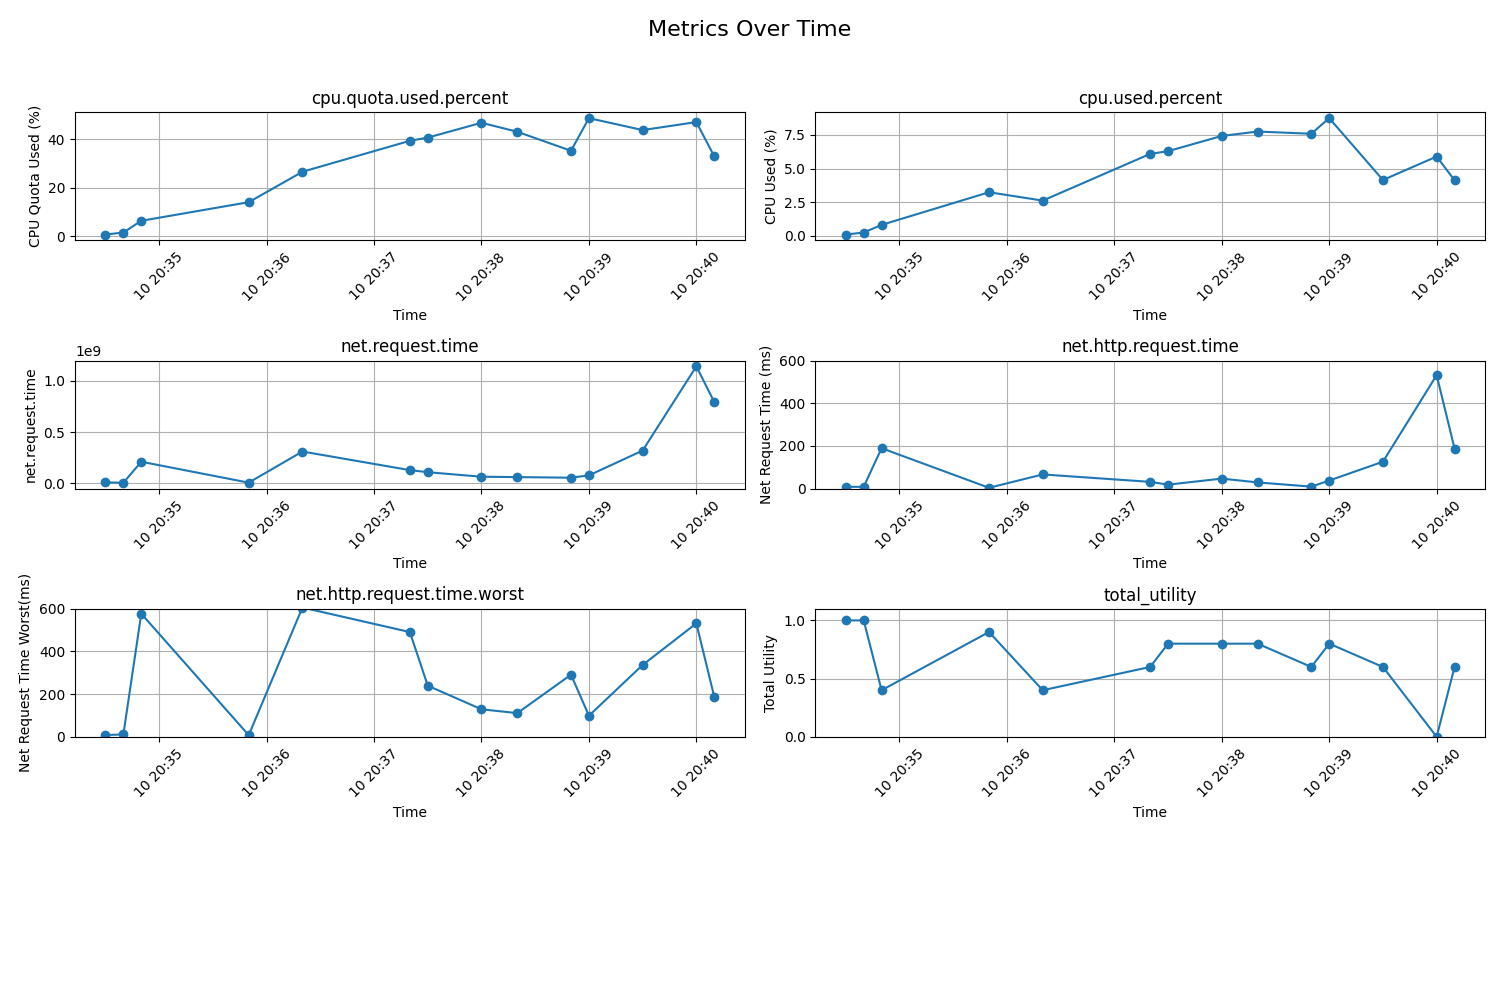 Metrics Over Time
cpu.quota.used.percent
CPU Quota Used (%)
40
20
0
10 20:35
10 20:36
10 20:37
10 20:38
10 20:39
10 20:40
Time
cpu.used.percent
CPU Used (%)
7.5
5.0
2.5
0.0
10 20:35
10 20:36
10 20:37
10 20:38
10 20:39
10 20:40
Time
net.request.time
1e9
net.request.time
1.0
0.5
0.0
10 20:35
10 20:36
10 20:37
10 20:38
10 20:39
10 20:40
Time
net.http.request.time
Net Request Time (ms)
600
400
200
0
10 20:35
10 20:36
10 20:37
10 20:38
10 20:39
10 20:40
Time
net.http.request.time.worst
Net Request Time Worst(ms)
600
400
200
0
10 20:35
10 20:36
10 20:37
10 20:38
10 20:39
10 20:40
Time
total_utility
Total Utility
1.0
0.5
0.0
10 20:35
10 20:36
10 20:37
10 20:38
10 20:39
10 20:40
Time